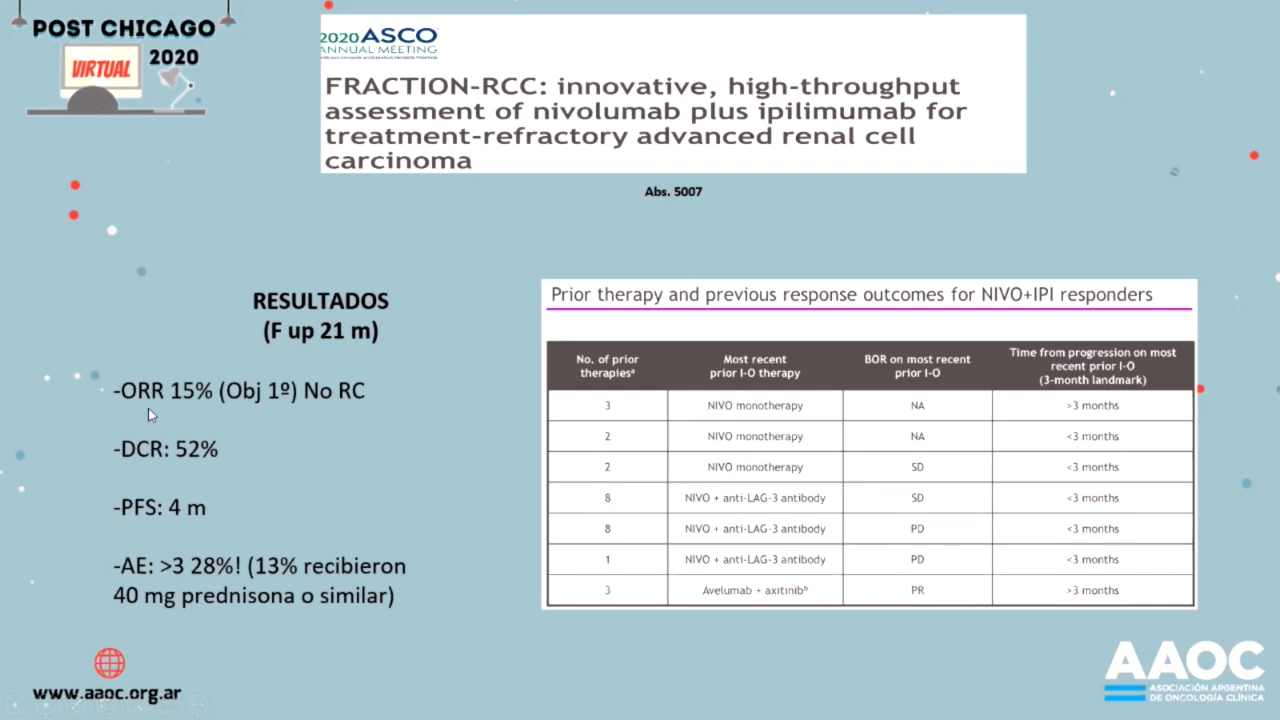 POST CHICAGO
2020
VIRTUAL
2020 ASCO
ANNUAL MEETING
FRACTION-RCC: innovative, high-throughput
assessment of nivolumab plus ipilimumab for
treatment-refractory advanced renal cell
carcinoma
Abs. 5007
RESULTADOS
(F up 21 m)
-ORR 15% (Obj 1º) No RC
-DCR: 52%
-PFS: 4 m
-AE: >3 28%! (13% recibieron
40 mg prednisona o similar)
Prior therapy and previous response outcomes for NIVO+IPI responders
No. of prior therapiesᵃ Most recent prior I-O therapy BOR on most recent prior I-O Time from progression on most recent prior I-O (3-month landmark)
3 NIVO monotherapy NA >3 months
2 NIVO monotherapy NA <3 months
2 NIVO monotherapy SD <3 months
8 NIVO + anti-LAG-3 antibody SD <3 months
8 NIVO + anti-LAG-3 antibody PD <3 months
1 NIVO + anti-LAG-3 antibody PD <3 months
3 Avelumab + axitinibᵇ PR >3 months
www.aaoc.org.ar
AAOC
ASOCIACIÓN ARGENTINA
DE ONCOLOGÍA CLÍNICA